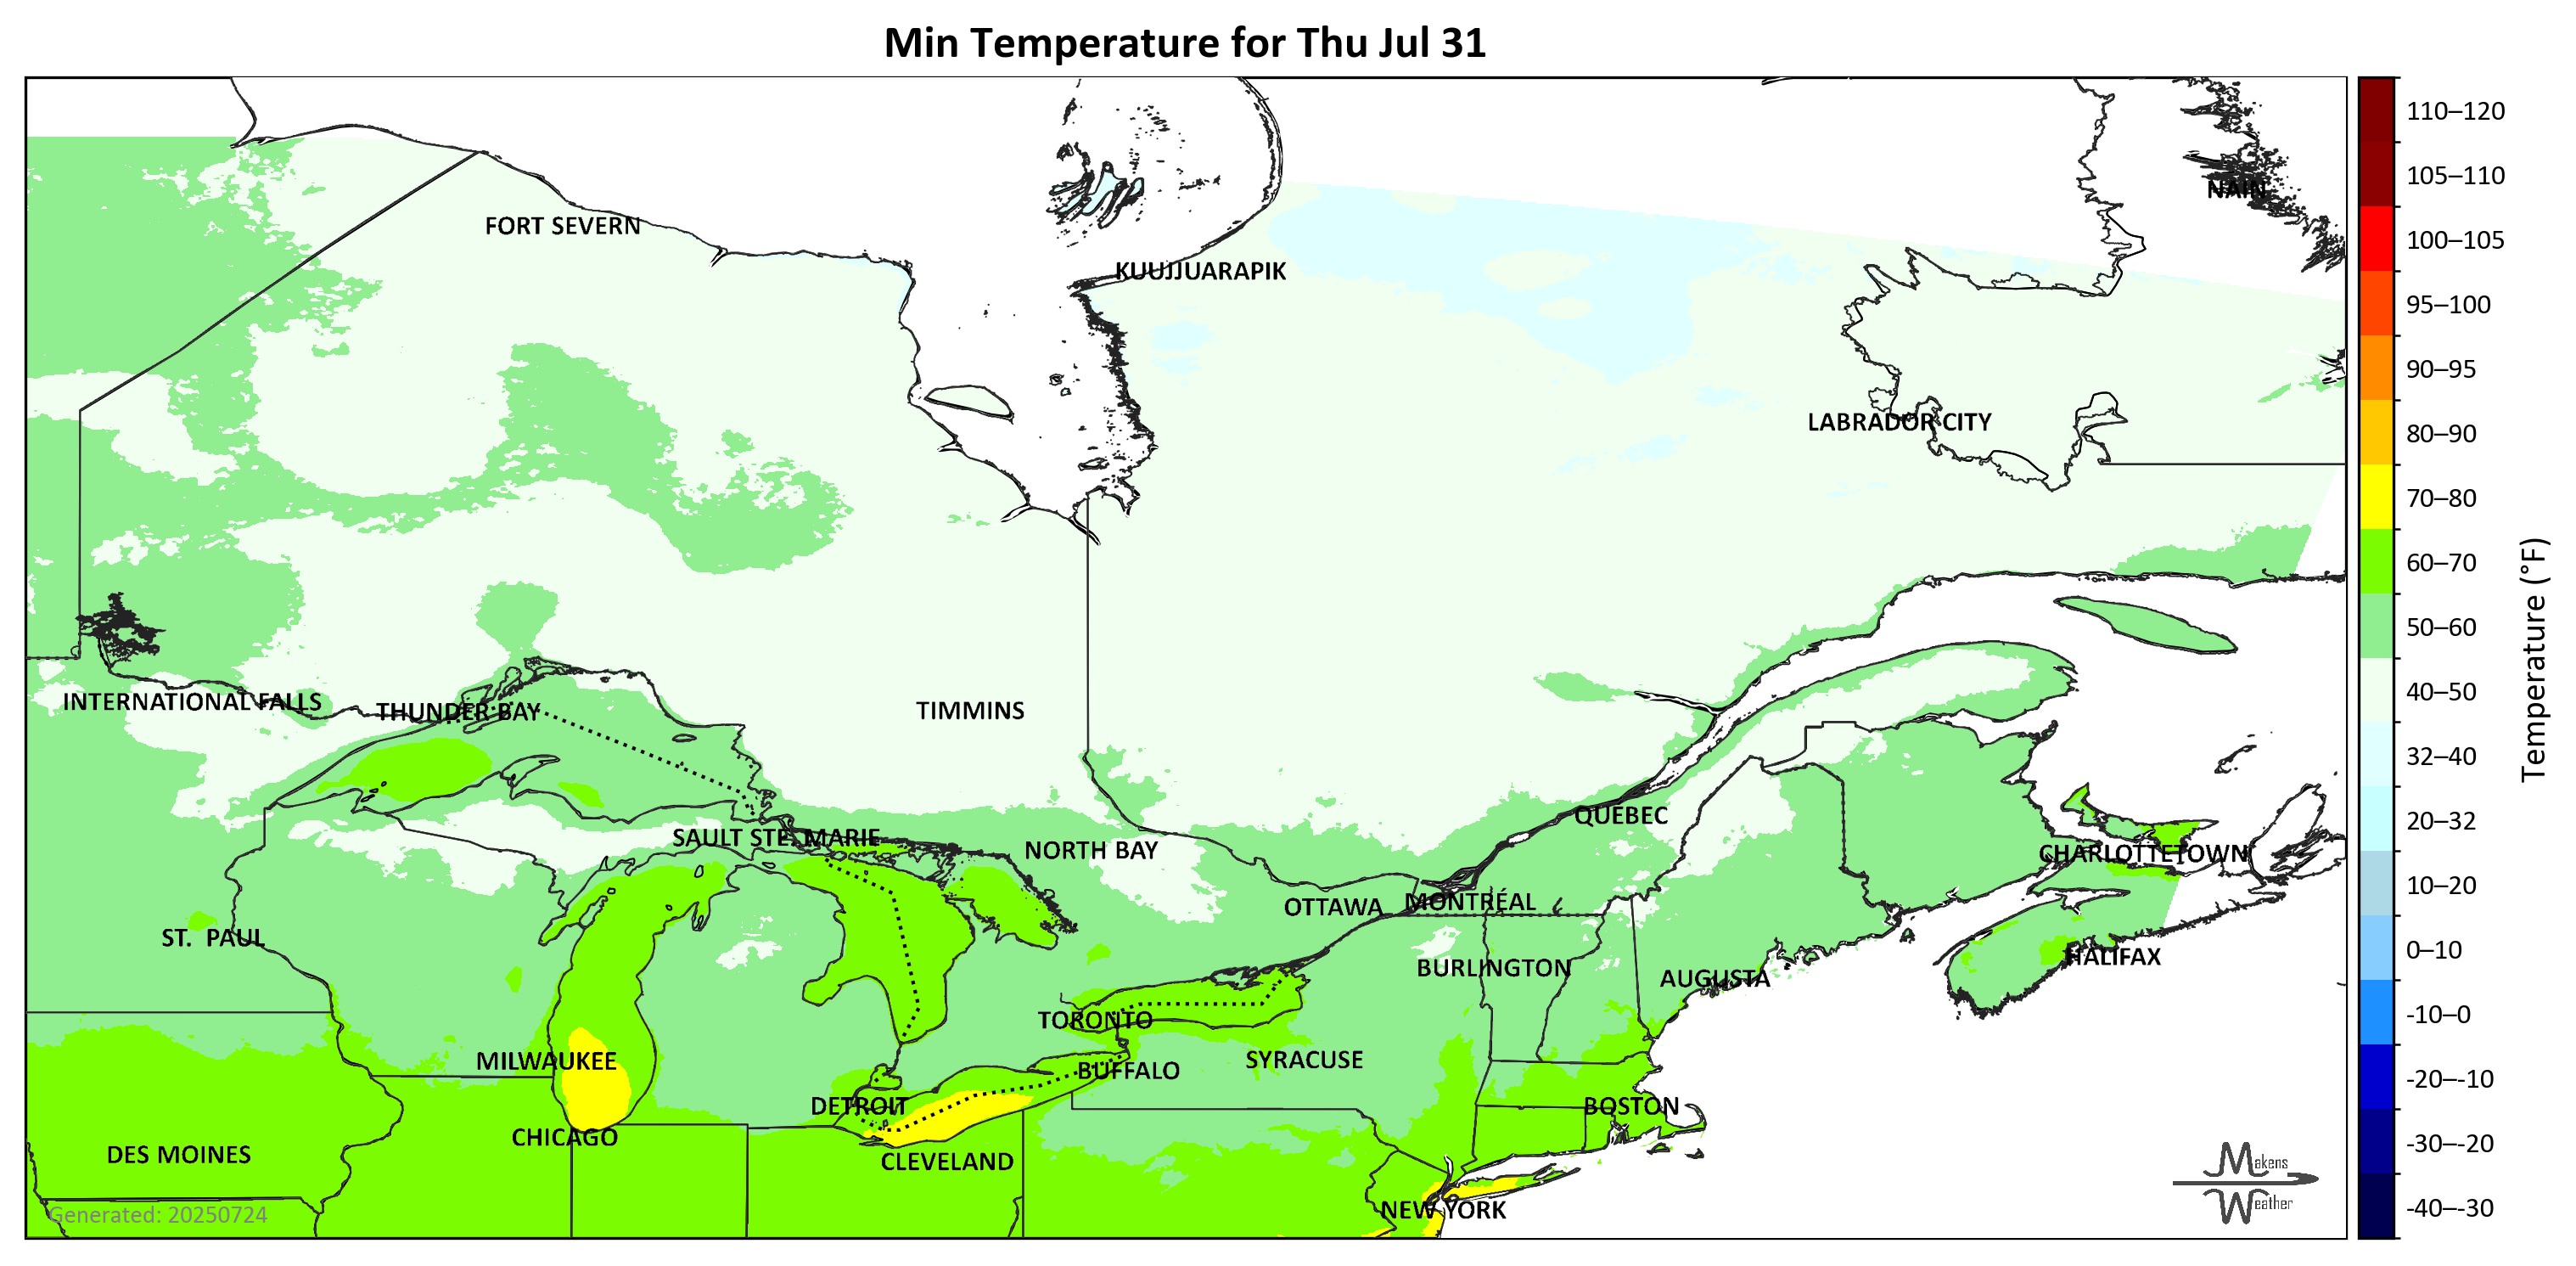 Min Temperature for Thu Jul 31
NAIN
FORT SEVERN
KUUJJUARAPIK
LABRADOR CITY
INTERNATIONAL FALLS
THUNDER BAY
TIMMINS
QUEBEC
SAULT STE. MARIE
NORTH BAY
CHARLOTTETOWN
OTTAWA
MONTRÉAL
ST. PAUL
HALIFAX
BURLINGTON
AUGUSTA
TORONTO
MILWAUKEE
SYRACUSE
BUFFALO
DETROIT
BOSTON
CHICAGO
DES MOINES
CLEVELAND
NEW YORK
Generated: 20250724
Makens
Weather
110–120
105–110
100–105
95–100
90–95
80–90
70–80
60–70
50–60
40–50
32–40
20–32
10–20
0–10
-10–0
-20–-10
-30–-20
-40–-30
Temperature (°F)